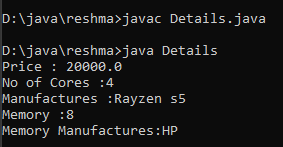 D:\java\reshma>javac Details.java
D:\java\reshma>java Details
Price : 20000.0
No of Cores :4
Manufactures :Rayzen s5
Memory :8
Memory Manufactures:HP